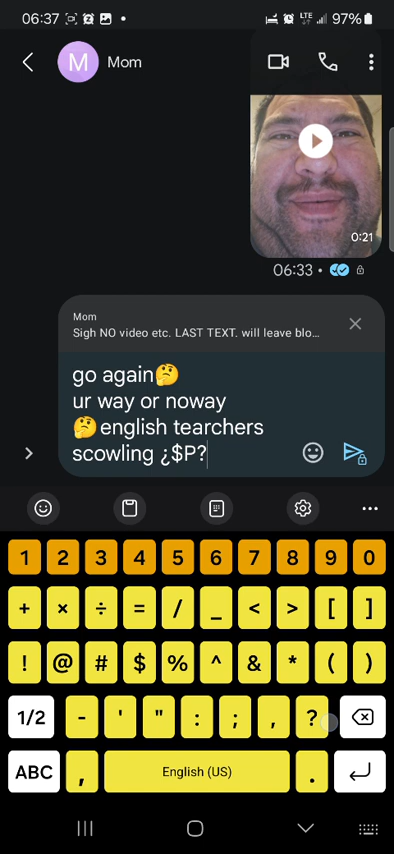 06:37 LTE 97%
M Mom
0:21
06:33 •
Mom
Sigh NO video etc. LAST TEXT. will leave blo...
go again🤔
ur way or noway
🤔english tearchers
scowling ¿$P?
1 2 3 4 5 6 7 8 9 0
+ × ÷ = / _ < > [ ]
! @ # $ % ^ & * ( )
1/2 - ' " : ; , ?
ABC , English (US) .